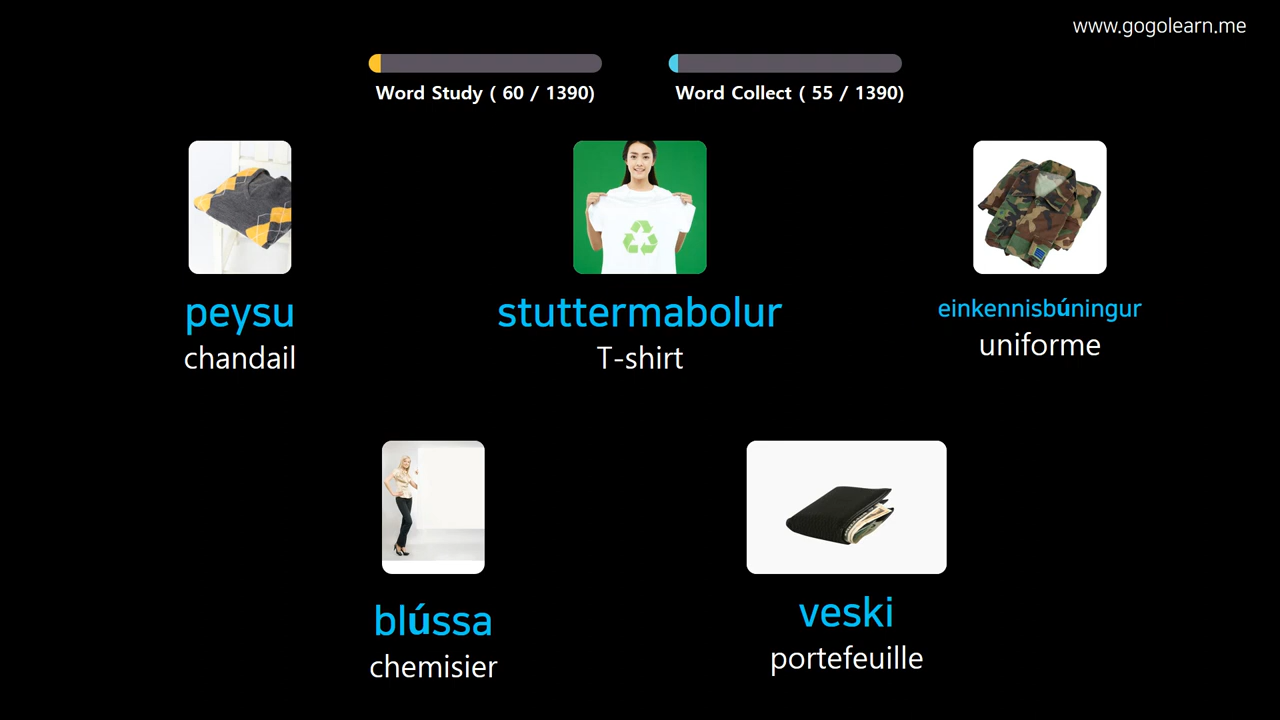 www.gogolearn.me
Word Study ( 60 / 1390)
Word Collect ( 55 / 1390)
peysu
chandail
stuttermabolur
T-shirt
einkennisbúningur
uniforme
blússa
chemisier
veski
portefeuille